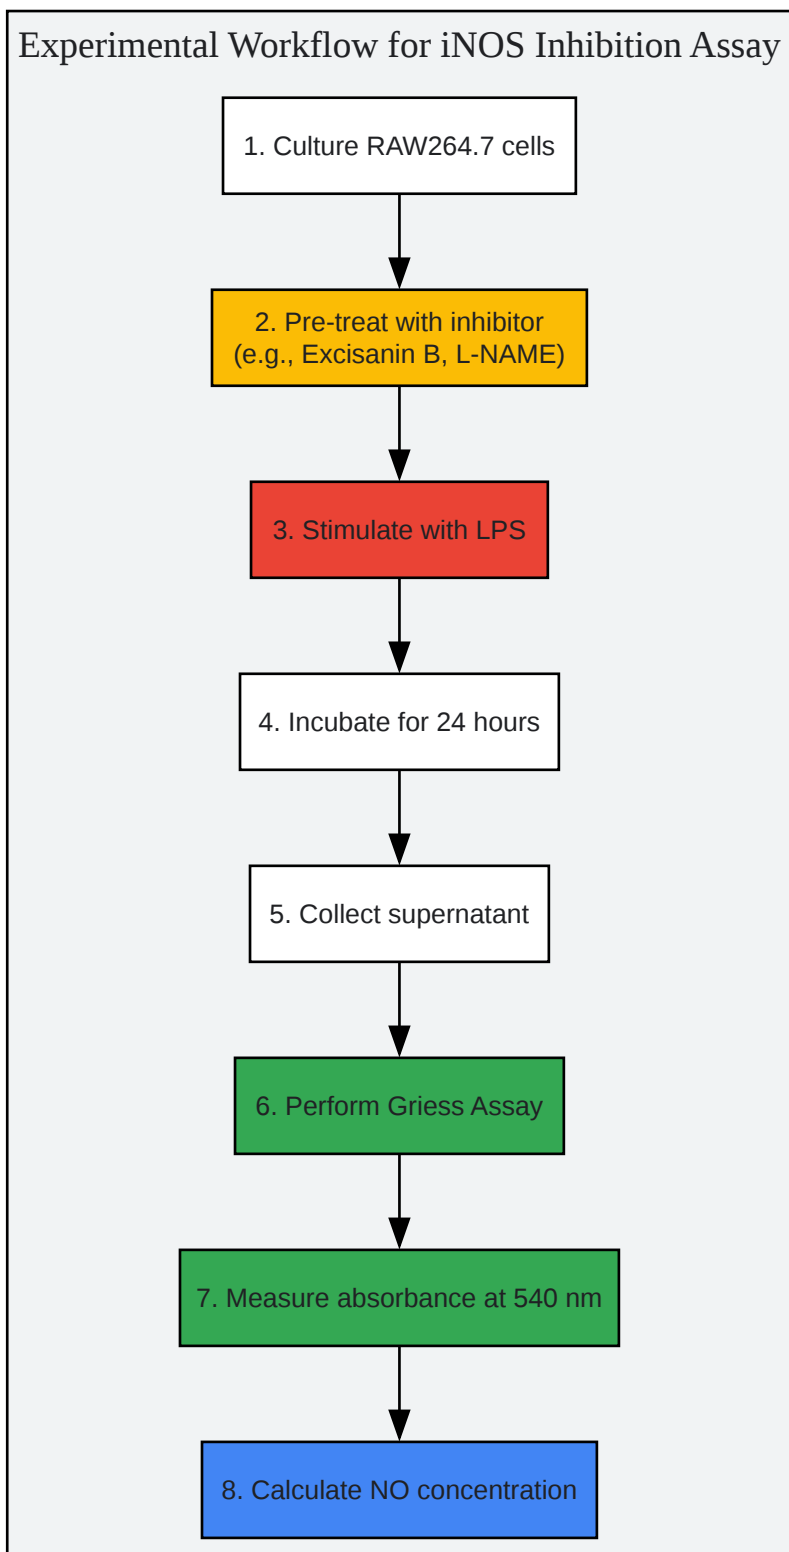 Experimental Workflow for iNOS Inhibition Assay
1. Culture RAW264.7 cells
2. Pre-treat with inhibitor
(e.g., Excisanin B, L-NAME)
3. Stimulate with LPS
4. Incubate for 24 hours
5. Collect supernatant
6. Perform Griess Assay
7. Measure absorbance at 540 nm
8. Calculate NO concentration